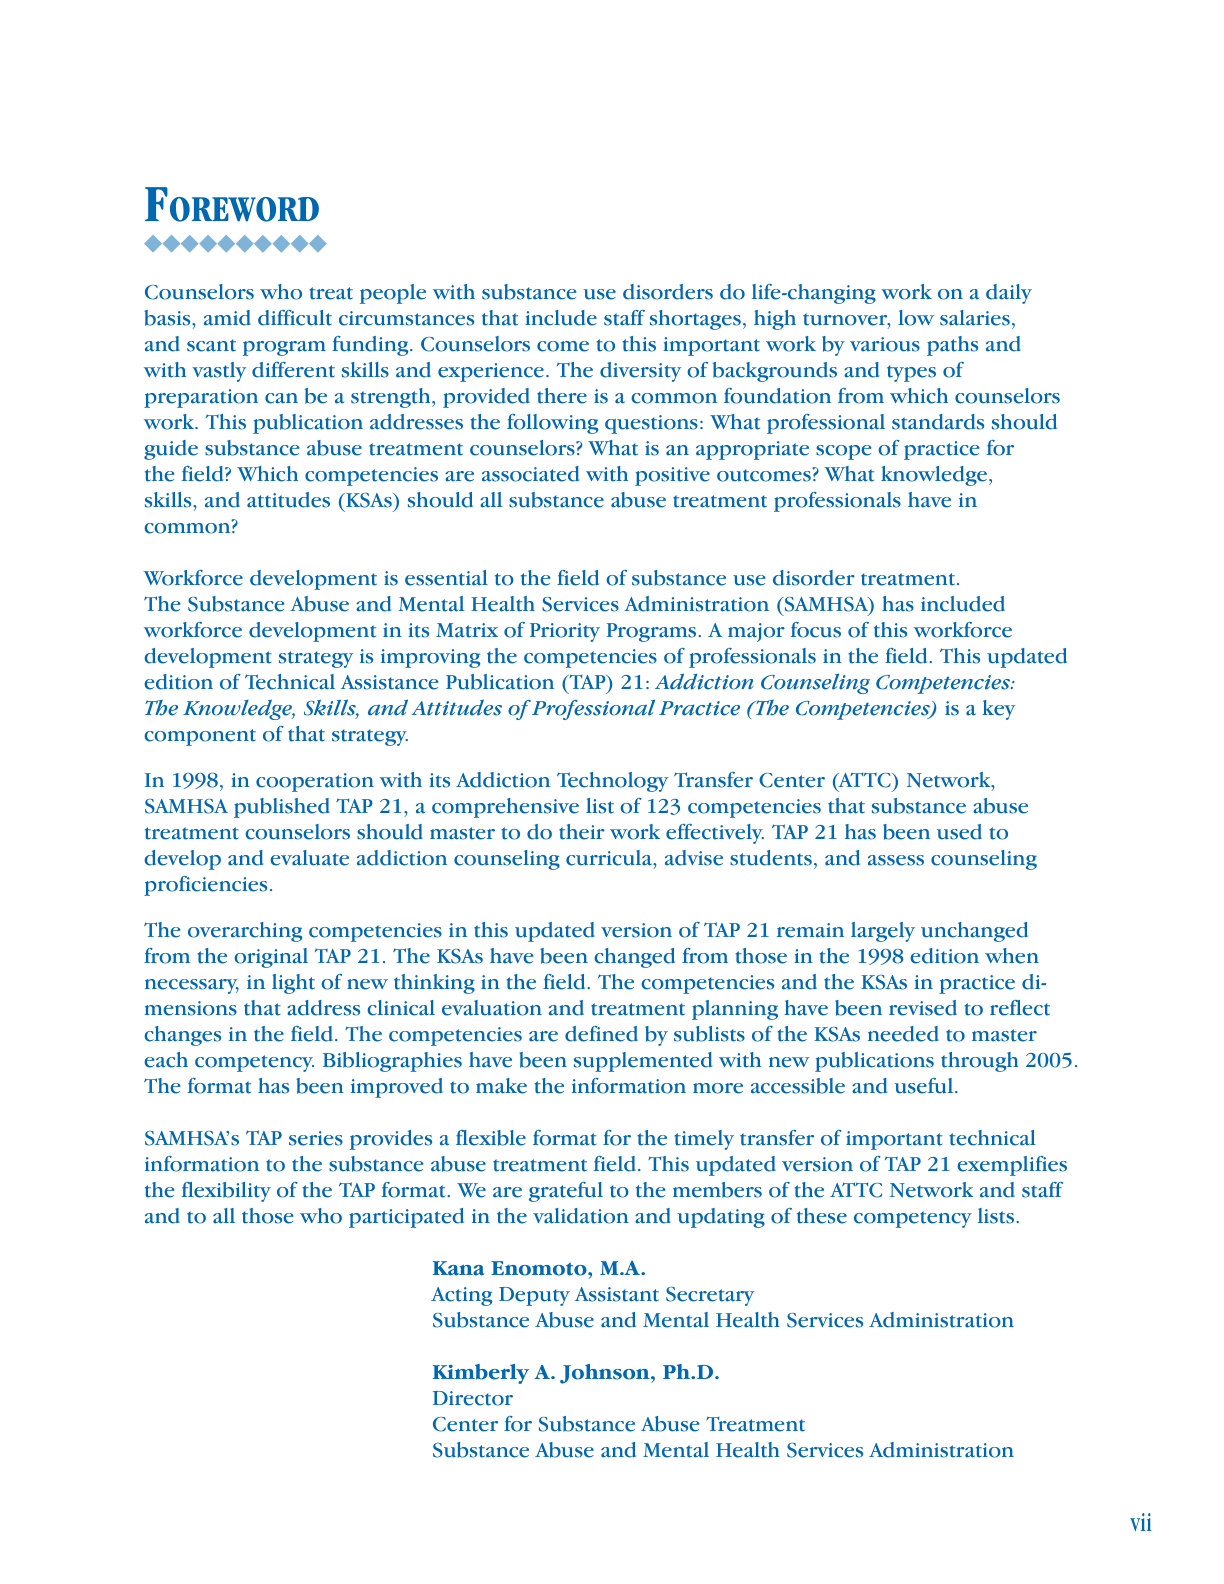 FOREWORD
Counselors who treat people with substance use disorders do life-changing work on a daily
basis, amid difficult circumstances that include staff shortages, high turnover, low salaries,
and scant program funding. Counselors come to this important work by various paths and
with vastly different skills and experience. The diversity of backgrounds and types of
preparation can be a strength, provided there is a common foundation from which counselors
work. This publication addresses the following questions: What professional standards should
guide substance abuse treatment counselors? What is an appropriate scope of practice for
the field? Which competencies are associated with positive outcomes? What knowledge,
skills, and attitudes (KSAs) should all substance abuse treatment professionals have in
common?
Workforce development is essential to the field of substance use disorder treatment.
The Substance Abuse and Mental Health Services Administration (SAMHSA) has included
workforce development in its Matrix of Priority Programs. A major focus of this workforce
development strategy is improving the competencies of professionals in the field. This updated
edition of Technical Assistance Publication (TAP) 21: Addiction Counseling Competencies:
The Knowledge, Skills, and Attitudes of Professional Practice (The Competencies) is a key
component of that strategy.
In 1998, in cooperation with its Addiction Technology Transfer Center (ATTC) Network,
SAMHSA published TAP 21, a comprehensive list of 123 competencies that substance abuse
treatment counselors should master to do their work effectively. TAP 21 has been used to
develop and evaluate addiction counseling curricula, advise students, and assess counseling
proficiencies.
The overarching competencies in this updated version of TAP 21 remain largely unchanged
from the original TAP 21. The KSAs have been changed from those in the 1998 edition when
necessary, in light of new thinking in the field. The competencies and the KSAs in practice di-
mensions that address clinical evaluation and treatment planning have been revised to reflect
changes in the field. The competencies are defined by sublists of the KSAs needed to master
each competency. Bibliographies have been supplemented with new publications through 2005.
The format has been improved to make the information more accessible and useful.
SAMHSA’s TAP series provides a flexible format for the timely transfer of important technical
information to the substance abuse treatment field. This updated version of TAP 21 exemplifies
the flexibility of the TAP format. We are grateful to the members of the ATTC Network and staff
and to all those who participated in the validation and updating of these competency lists.
Kana Enomoto, M.A.
Acting Deputy Assistant Secretary
Substance Abuse and Mental Health Services Administration
Kimberly A. Johnson, Ph.D.
Director
Center for Substance Abuse Treatment
Substance Abuse and Mental Health Services Administration
vii